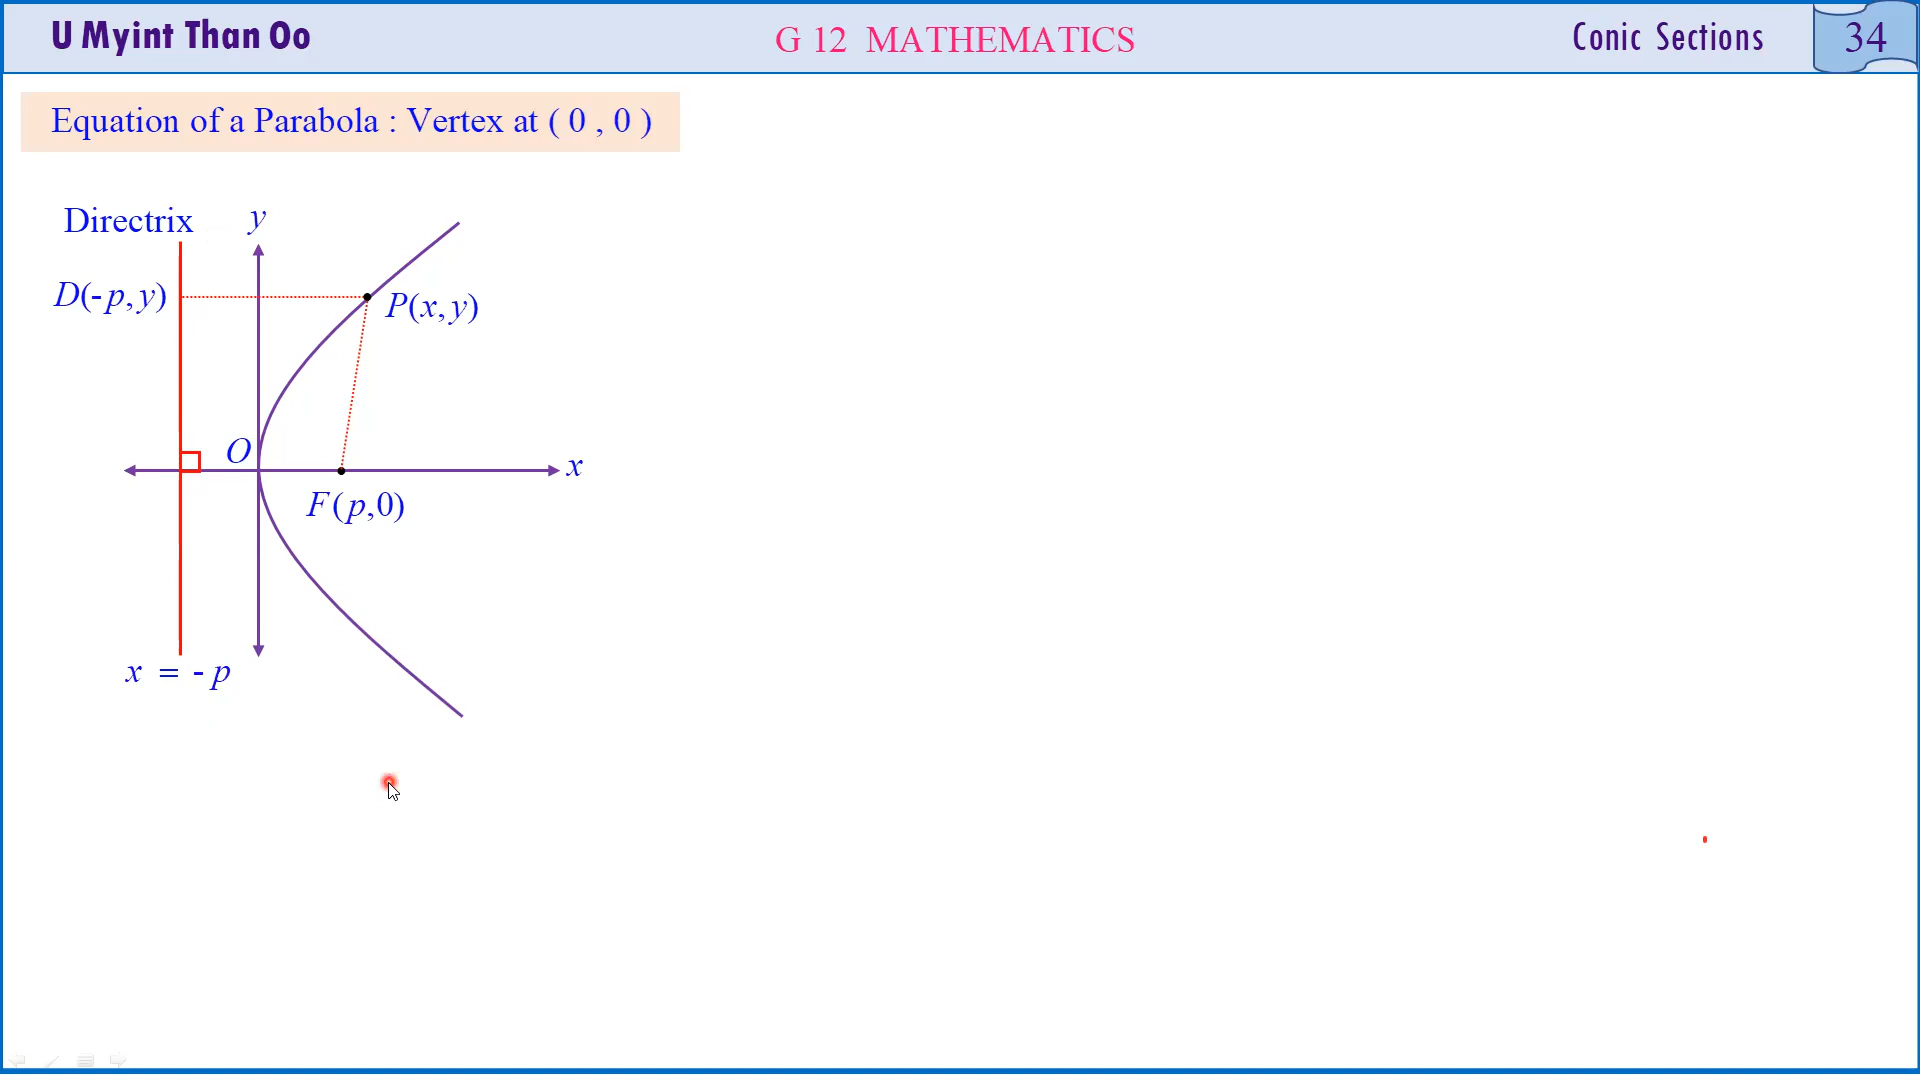 U Myint Than Oo
G 12 MATHEMATICS
Conic Sections
34
Equation of a Parabola : Vertex at ( 0 , 0 )
Directrix
y
D(-p,y)
P(x,y)
O
x
F(p,0)
x = -p